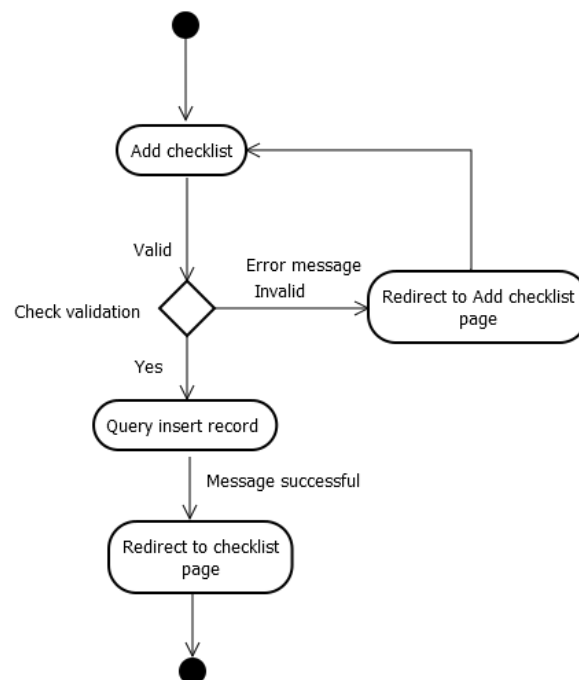 Add checklist
Valid
Error message
Invalid
Redirect to Add checklist
page
Check validation
Yes
Query insert record
Message successful
Redirect to checklist
page